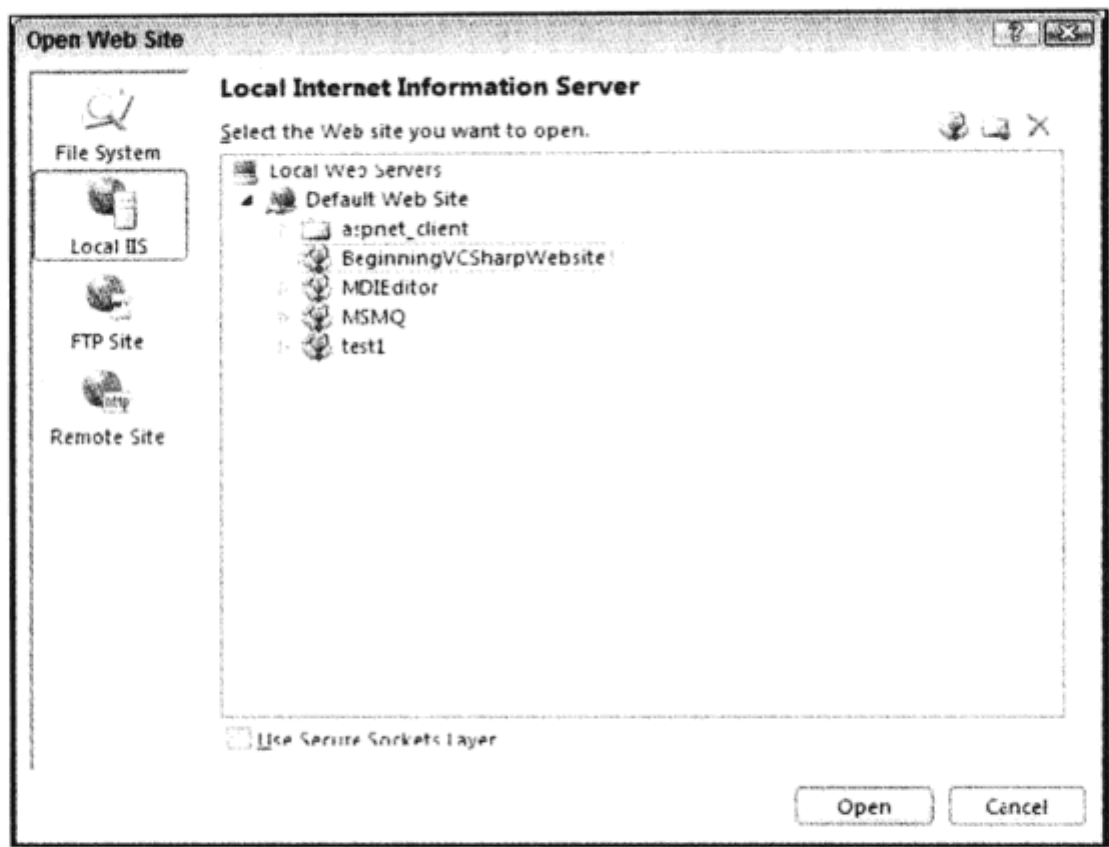 Open Web Site
File System
Local IIS
FTP Site
http
Remote Site
Local Internet Information Server
Select the Web site you want to open.
Local Web Servers
Default Web Site
aspnet_client
BeginningVCSharpWebsite
MDIEditor
MSMQ
test1
Use Secure Sockets Layer
Open
Cancel